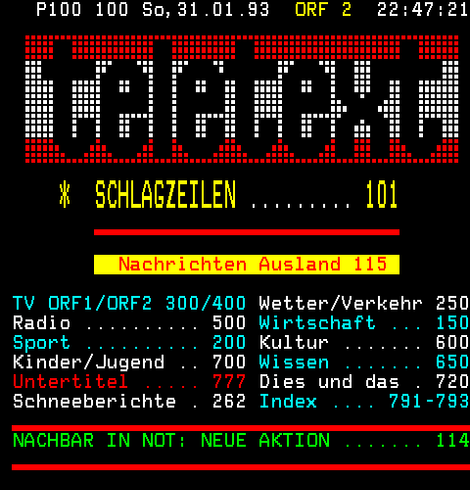 P100 100 So,31.01.93 ORF 2 22:47:21
teletext
* SCHLAGZEILEN ......... 101
Nachrichten Ausland 115
TV ORF1/ORF2 300/400 Wetter/Verkehr 250
Radio .......... 500 Wirtschaft ... 150
Sport .......... 200 Kultur ....... 600
Kinder/Jugend .. 700 Wissen ....... 650
Untertitel ..... 777 Dies und das . 720
Schneeberichte . 262 Index .... 791-793
NACHBAR IN NOT: NEUE AKTION ....... 114